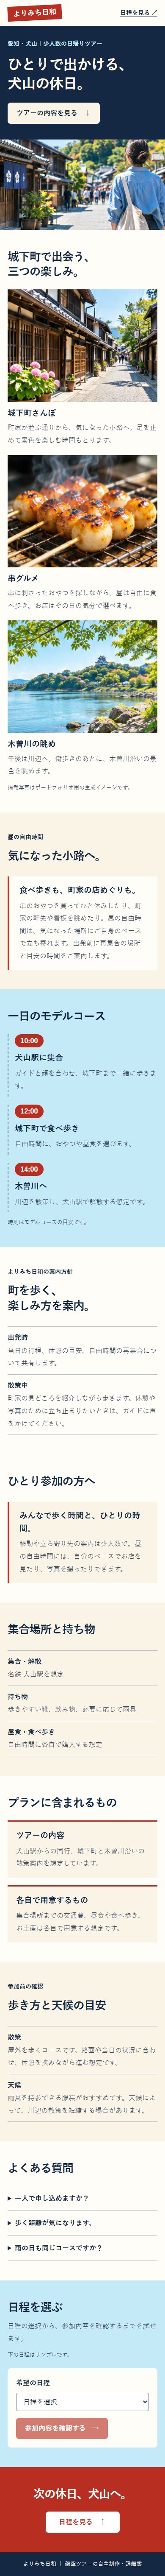 よりみち日和
日程を見る ↗
愛知・犬山｜少人数の日帰りツアー
ひとりで出かける、
犬山の休日。
ツアーの内容を見る ↓
城下町で出会う、
三つの楽しみ。
城下町さんぽ
町家が並ぶ通りから、気になった小路へ。足を止
めて景色を楽しむ時間もとります。
串グルメ
串に刺さったおやつを探しながら、昼は自由に食
べ歩き。お店はその日の気分で選べます。
木曽川の眺め
午後は川辺へ。街歩きのあとに、木曽川沿いの景
色を眺めます。
掲載写真はポートフォリオ用の生成イメージです。
昼の自由時間
気になった小路へ。
食べ歩きも、町家の店めぐりも。
串のおやつを買ってひと休みしたり、町
家の軒先や看板を眺めたり。昼の自由時
間は、気になった場所にご自身のペース
で立ち寄れます。出発前に再集合の場所
と目安の時間をご案内します。
一日のモデルコース
10:00
犬山駅に集合
ガイドと顔を合わせ、城下町まで一緒に歩きま
す。
12:00
城下町で食べ歩き
自由時間に、おやつや昼食を選びます。
14:00
木曽川へ
川辺を散策し、犬山駅で解散する想定です。
時刻はモデルコースの目安です。
よりみち日和の案内方針
町を歩く、
楽しみ方を案内。
出発時
当日の行程、休憩の目安、自由時間の再集合につ
いて共有します。
散策中
町家の見どころを紹介しながら歩きます。休憩や
写真のために立ち止まりたいときは、ガイドに声
をかけてください。
ひとり参加の方へ
みんなで歩く時間と、ひとりの時
間。
移動や立ち寄り先の案内は少人数で。昼
の自由時間には、自分のペースでお店を
見たり、写真を撮ったりできます。
集合場所と持ち物
集合・解散
名鉄 犬山駅を想定
持ち物
歩きやすい靴、飲み物、必要に応じて雨具
昼食・食べ歩き
自由時間に各自で購入する想定
プランに含まれるもの
ツアーの内容
犬山駅からの同行、城下町と木曽川沿いの
散策案内を想定しています。
各自で用意するもの
集合場所までの交通費、昼食や食べ歩き、
お土産は各自で用意する想定です。
参加前の確認
歩き方と天候の目安
散策
屋外を歩くコースです。路面や当日の状況に合わ
せ、休憩を挟みながら進む想定です。
天候
雨具を持参できる服装がおすすめです。天候によ
って、川辺の散策を短縮する場合があります。
よくある質問
▶ 一人で申し込めますか？
▶ 歩く距離が気になります。
▶ 雨の日も同じコースですか？
日程を選ぶ
日程の選択から、参加内容を確認するまでを試せ
ます。
下の日程はサンプルです。
希望の日程
日程を選択
参加内容を確認する →
次の休日、犬山へ。
日程を見る ↑
よりみち日和 ｜ 架空ツアーの自主制作・詳細案